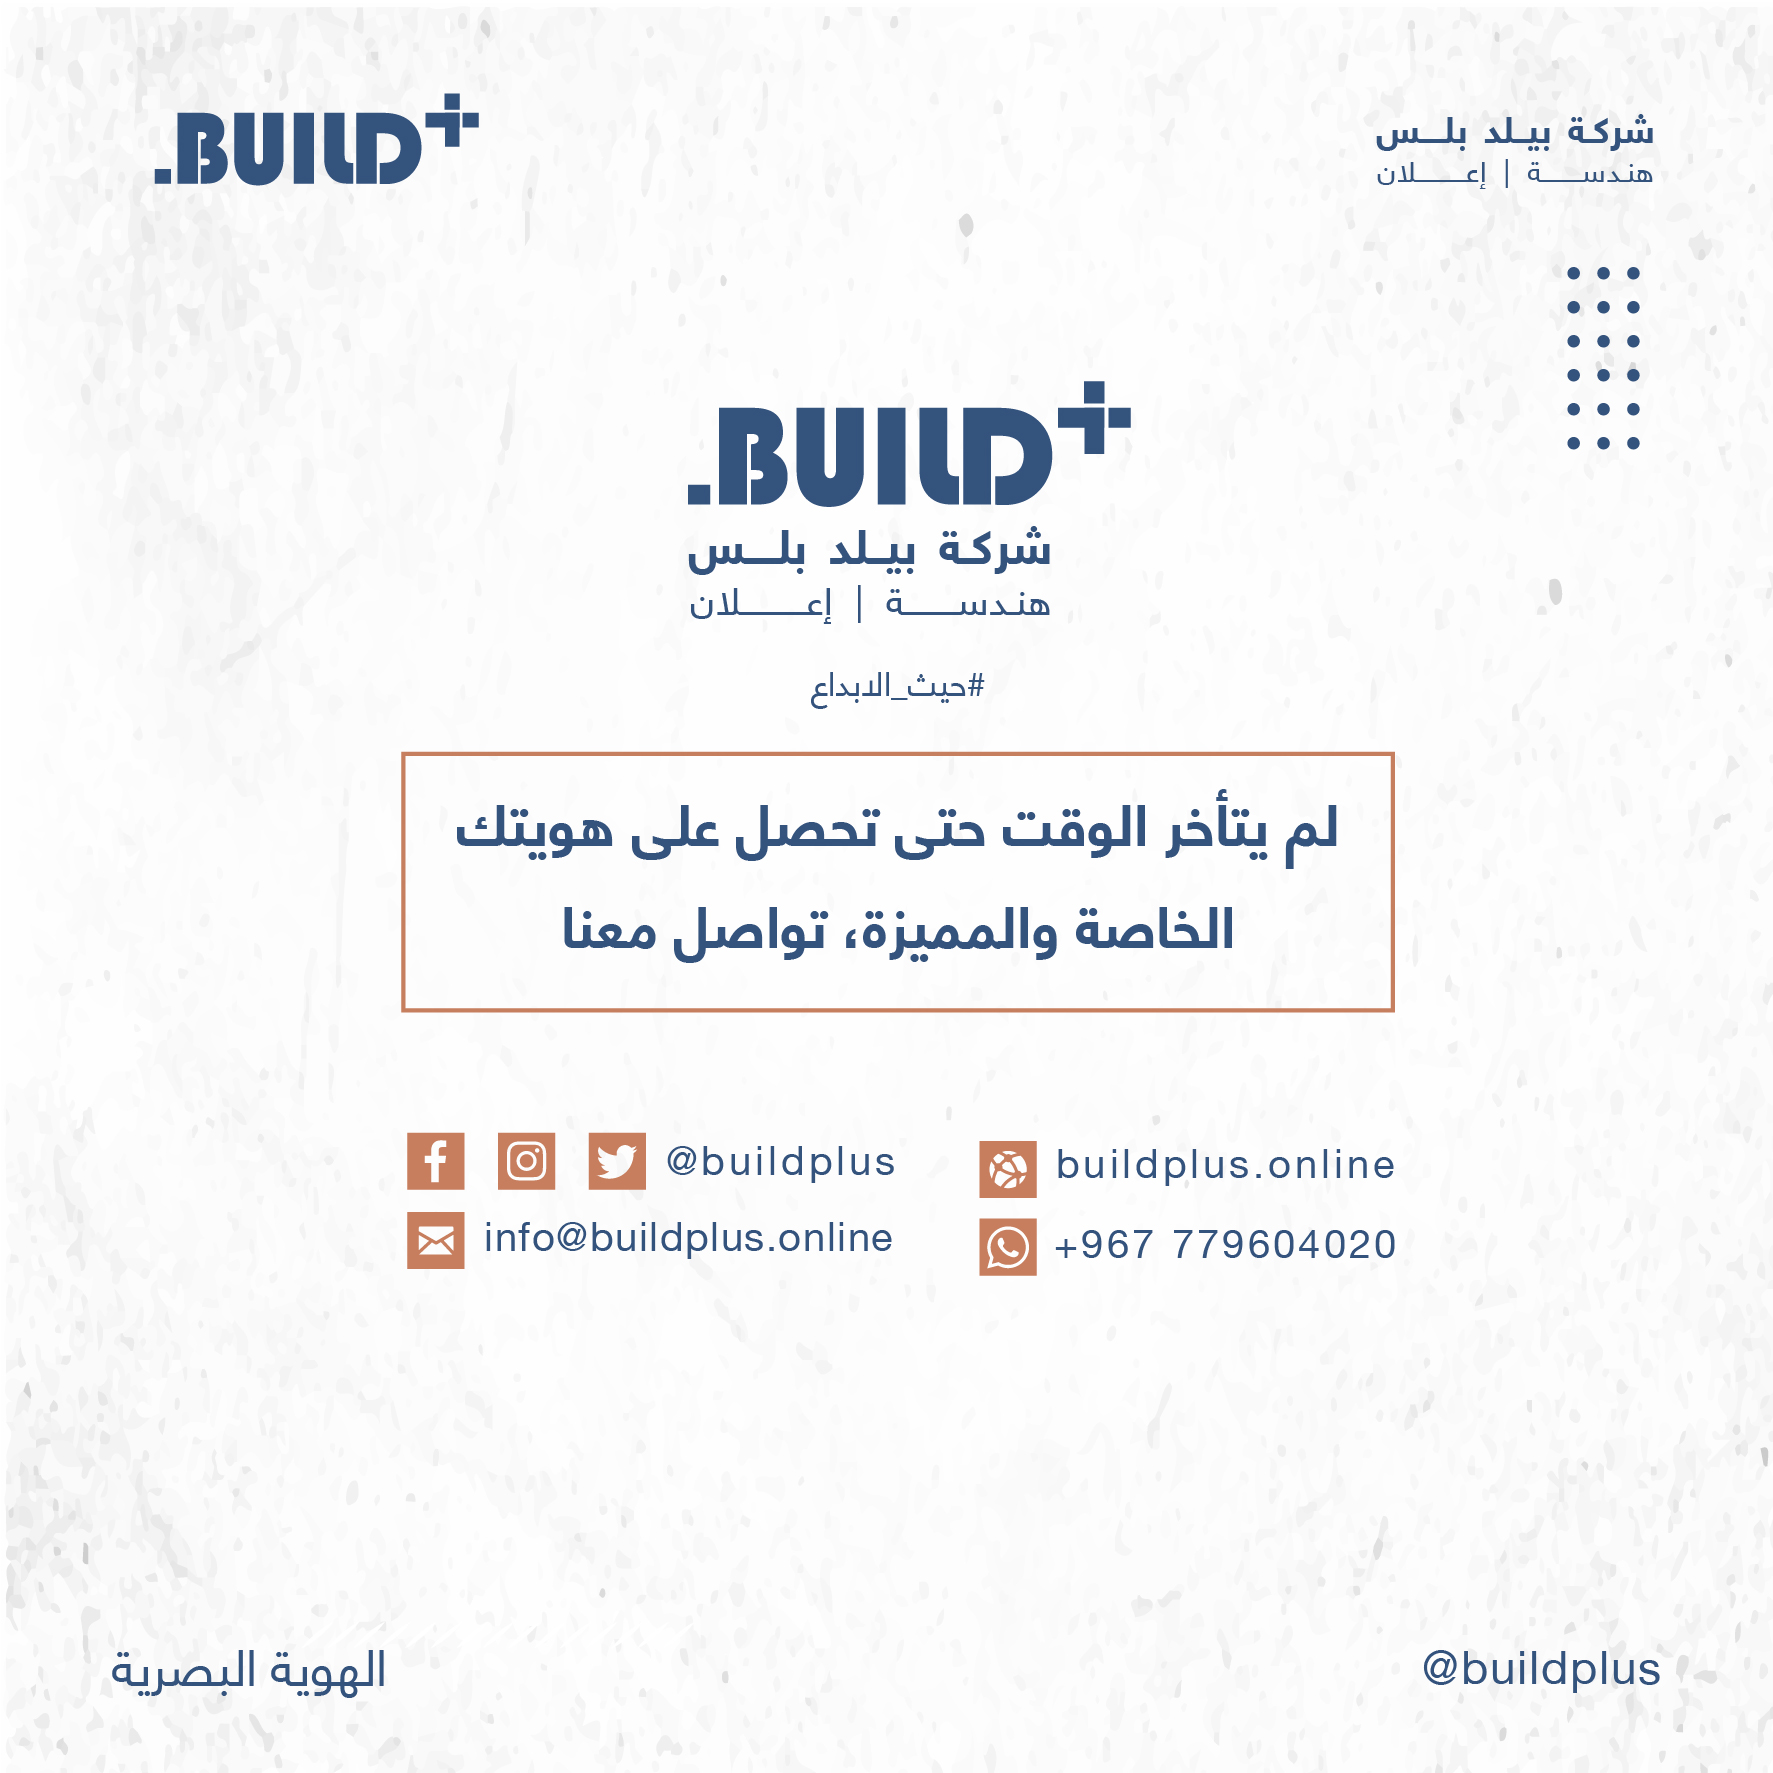 .BUILD+
شركة بيلد بلس
هندسة | إعلان
.BUILD+
شركة بيلد بلس
هندسة | إعلان
#حيث_الابداع
لم يتأخر الوقت حتى تحصل على هويتك
الخاصة والمميزة، تواصل معنا
@buildplus
buildplus.online
info@buildplus.online
+967 779604020
الهوية البصرية
@buildplus